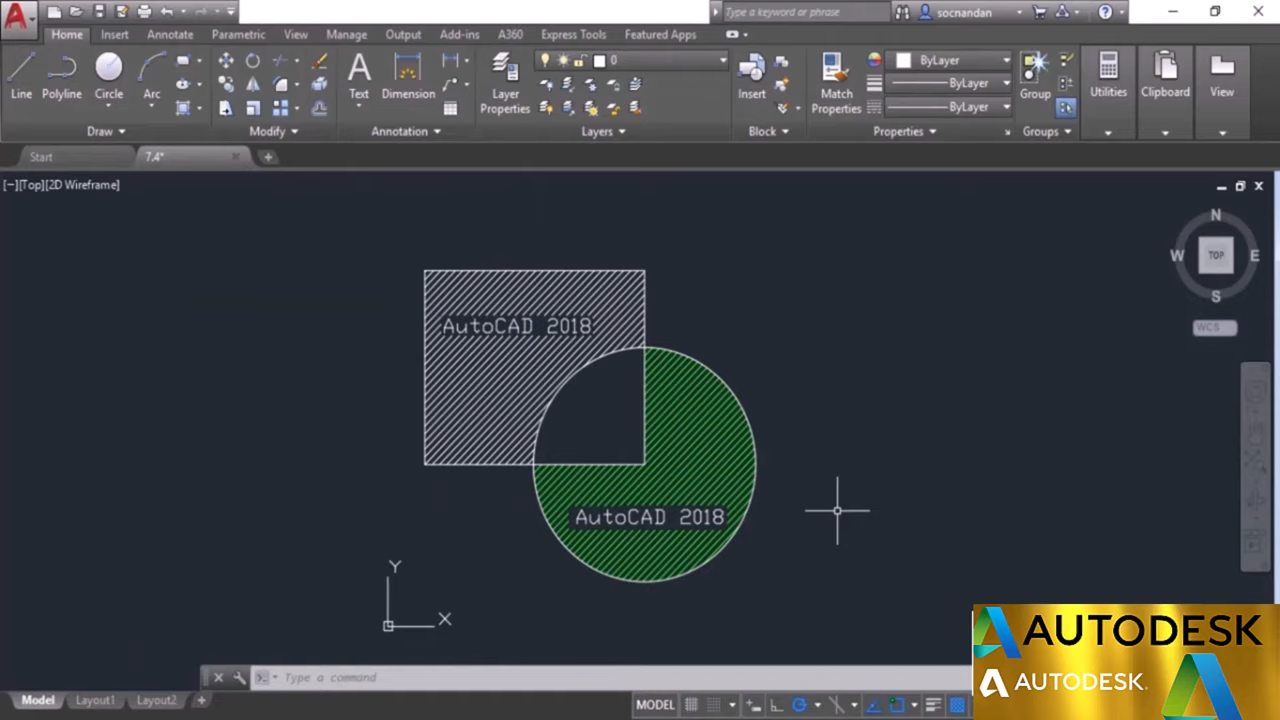 Type a keyword or phrase
socnandan
Home Insert Annotate Parametric View Manage Output Add-ins A360 Express Tools Featured Apps
Line Polyline Circle Arc Text Dimension Layer Properties Insert Match Properties Group Utilities Clipboard View
0
ByLayer
ByLayer
ByLayer
Draw Modify Annotation Layers Block Properties Groups
Start 7.4*
[−][Top][2D Wireframe]
N
W TOP E
S
WCS
AutoCAD 2018
AutoCAD 2018
Y
X
AUTODESK
AUTODESK.
Type a command
Model Layout1 Layout2
MODEL